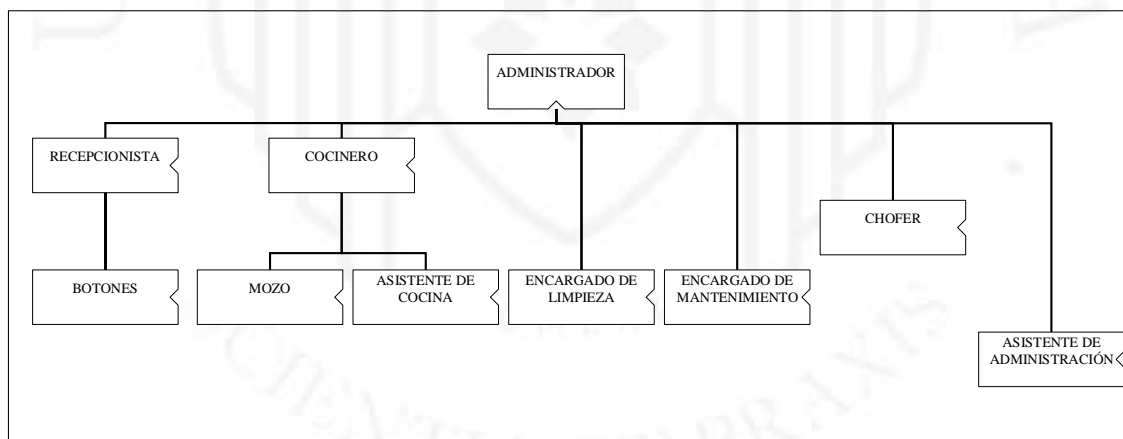 ADMINISTRADOR
RECEPCIONISTA
COCINERO
CHOFER
BOTONES
MOZO
ASISTENTE DE
COCINA
ENCARGADO DE
LIMPIEZA
ENCARGADO DE
MANTENIMIENTO
ASISTENTE DE
ADMINISTRACIÓN